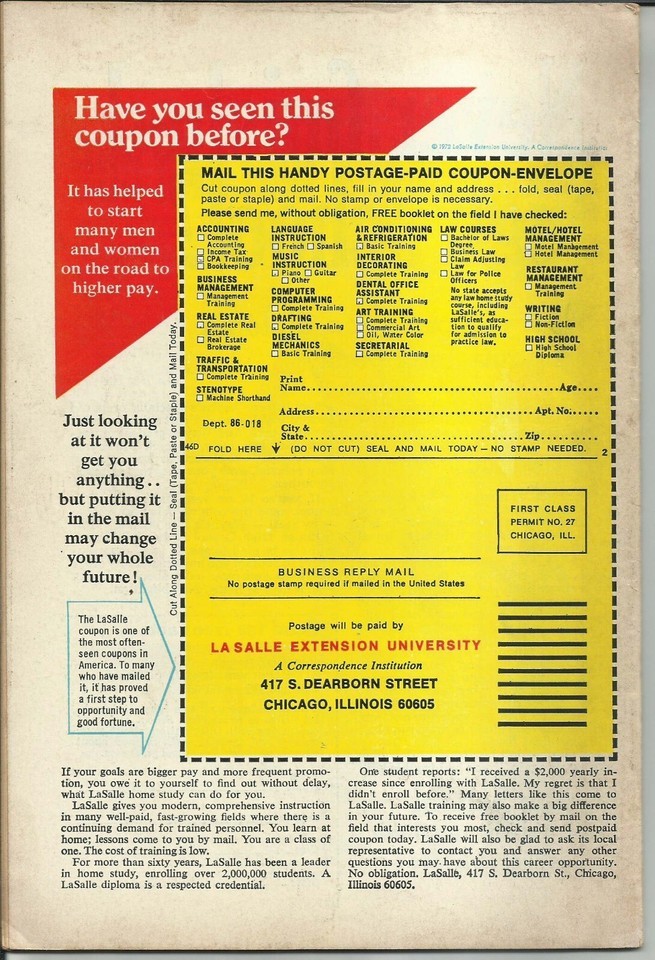 Have you seen this
coupon before?
© 1972 LaSalle Extension University, A Correspondence Institution
It has helped
to start
many men
and women
on the road to
higher pay.
Just looking
at it won't
get you
anything..
but putting it
in the mail
may change
your whole
future!
The LaSalle
coupon is one of
the most often-
seen coupons in
America. To many
who have mailed
it, it has proved
a first step to
opportunity and
good fortune.
Cut Along Dotted Line — Seal (Tape, Paste or Staple) and Mail Today.
MAIL THIS HANDY POSTAGE-PAID COUPON-ENVELOPE
Cut coupon along dotted lines, fill in your name and address . . . fold, seal (tape,
paste or staple) and mail. No stamp or envelope is necessary.
Please send me, without obligation, FREE booklet on the field I have checked:
ACCOUNTING
Complete
Accounting
Income Tax
CPA Training
Bookkeeping
BUSINESS
MANAGEMENT
Management
Training
REAL ESTATE
Complete Real
Estate
Real Estate
Brokerage
TRAFFIC &
TRANSPORTATION
Complete Training
STENOTYPE
Machine Shorthand
LANGUAGE
INSTRUCTION
French Spanish
MUSIC
INSTRUCTION
Piano Guitar
Other
COMPUTER
PROGRAMMING
Complete Training
DRAFTING
Complete Training
DIESEL
MECHANICS
Basic Training
AIR CONDITIONING
& REFRIGERATION
Basic Training
INTERIOR
DECORATING
Complete Training
DENTAL OFFICE
ASSISTANT
Complete Training
ART TRAINING
Complete Training
Commercial Art
Oil, Water Color
SECRETARIAL
Complete Training
LAW COURSES
Bachelor of Laws
Degree
Business Law
Claim Adjusting
Law
Law for Police
Officers
No state accepts
any law home study
course, including
LaSalle's, as
sufficient educa-
tion to qualify
for admission to
practice law.
MOTEL/HOTEL
MANAGEMENT
Motel Management
Hotel Management
RESTAURANT
MANAGEMENT
Management
Training
WRITING
Fiction
Non-Fiction
HIGH SCHOOL
High School
Diploma
Print
Name Age
Address Apt. No.
Dept. 86-018
City &
State Zip
46D FOLD HERE (DO NOT CUT) SEAL AND MAIL TODAY — NO STAMP NEEDED. 2
FIRST CLASS
PERMIT NO. 27
CHICAGO, ILL.
BUSINESS REPLY MAIL
No postage stamp required if mailed in the United States
Postage will be paid by
LA SALLE EXTENSION UNIVERSITY
A Correspondence Institution
417 S. DEARBORN STREET
CHICAGO, ILLINOIS 60605
If your goals are bigger pay and more frequent promo-
tion, you owe it to yourself to find out without delay,
what LaSalle home study can do for you.
LaSalle gives you modern, comprehensive instruction
in many well-paid, fast-growing fields where there is a
continuing demand for trained personnel. You learn at
home; lessons come to you by mail. You are a class of
one. The cost of training is low.
For more than sixty years, LaSalle has been a leader
in home study, enrolling over 2,000,000 students. A
LaSalle diploma is a respected credential.
One student reports: "I received a $2,000 yearly in-
crease since enrolling with LaSalle. My regret is that I
didn't enroll before." Many letters like this come to
LaSalle. LaSalle training may also make a big difference
in your future. To receive free booklet by mail on the
field that interests you most, check and send postpaid
coupon today. LaSalle will also be glad to ask its local
representative to contact you and answer any other
questions you may have about this career opportunity.
No obligation. LaSalle, 417 S. Dearborn St., Chicago,
Illinois 60605.